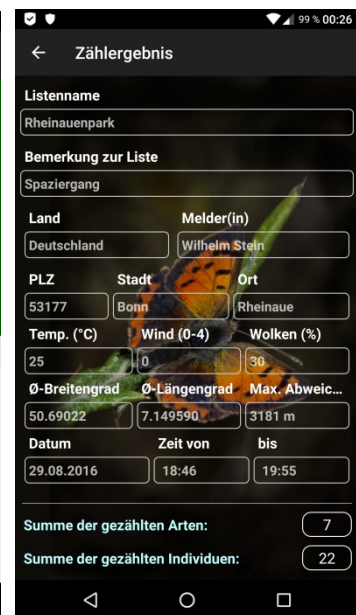 99 % 00:26
Zählergebnis
Listenname
Rheinauenpark
Bemerkung zur Liste
Spaziergang
Land Melder(in)
Deutschland Wilhelm Stein
PLZ Stadt Ort
53177 Bonn Rheinaue
Temp. (°C) Wind (0-4) Wolken (%)
25 0 30
Ø-Breitengrad Ø-Längengrad Max. Abweic...
50.69022 7.149590 3181 m
Datum Zeit von bis
29.08.2016 18:46 19:55
Summe der gezählten Arten: 7
Summe der gezählten Individuen: 22